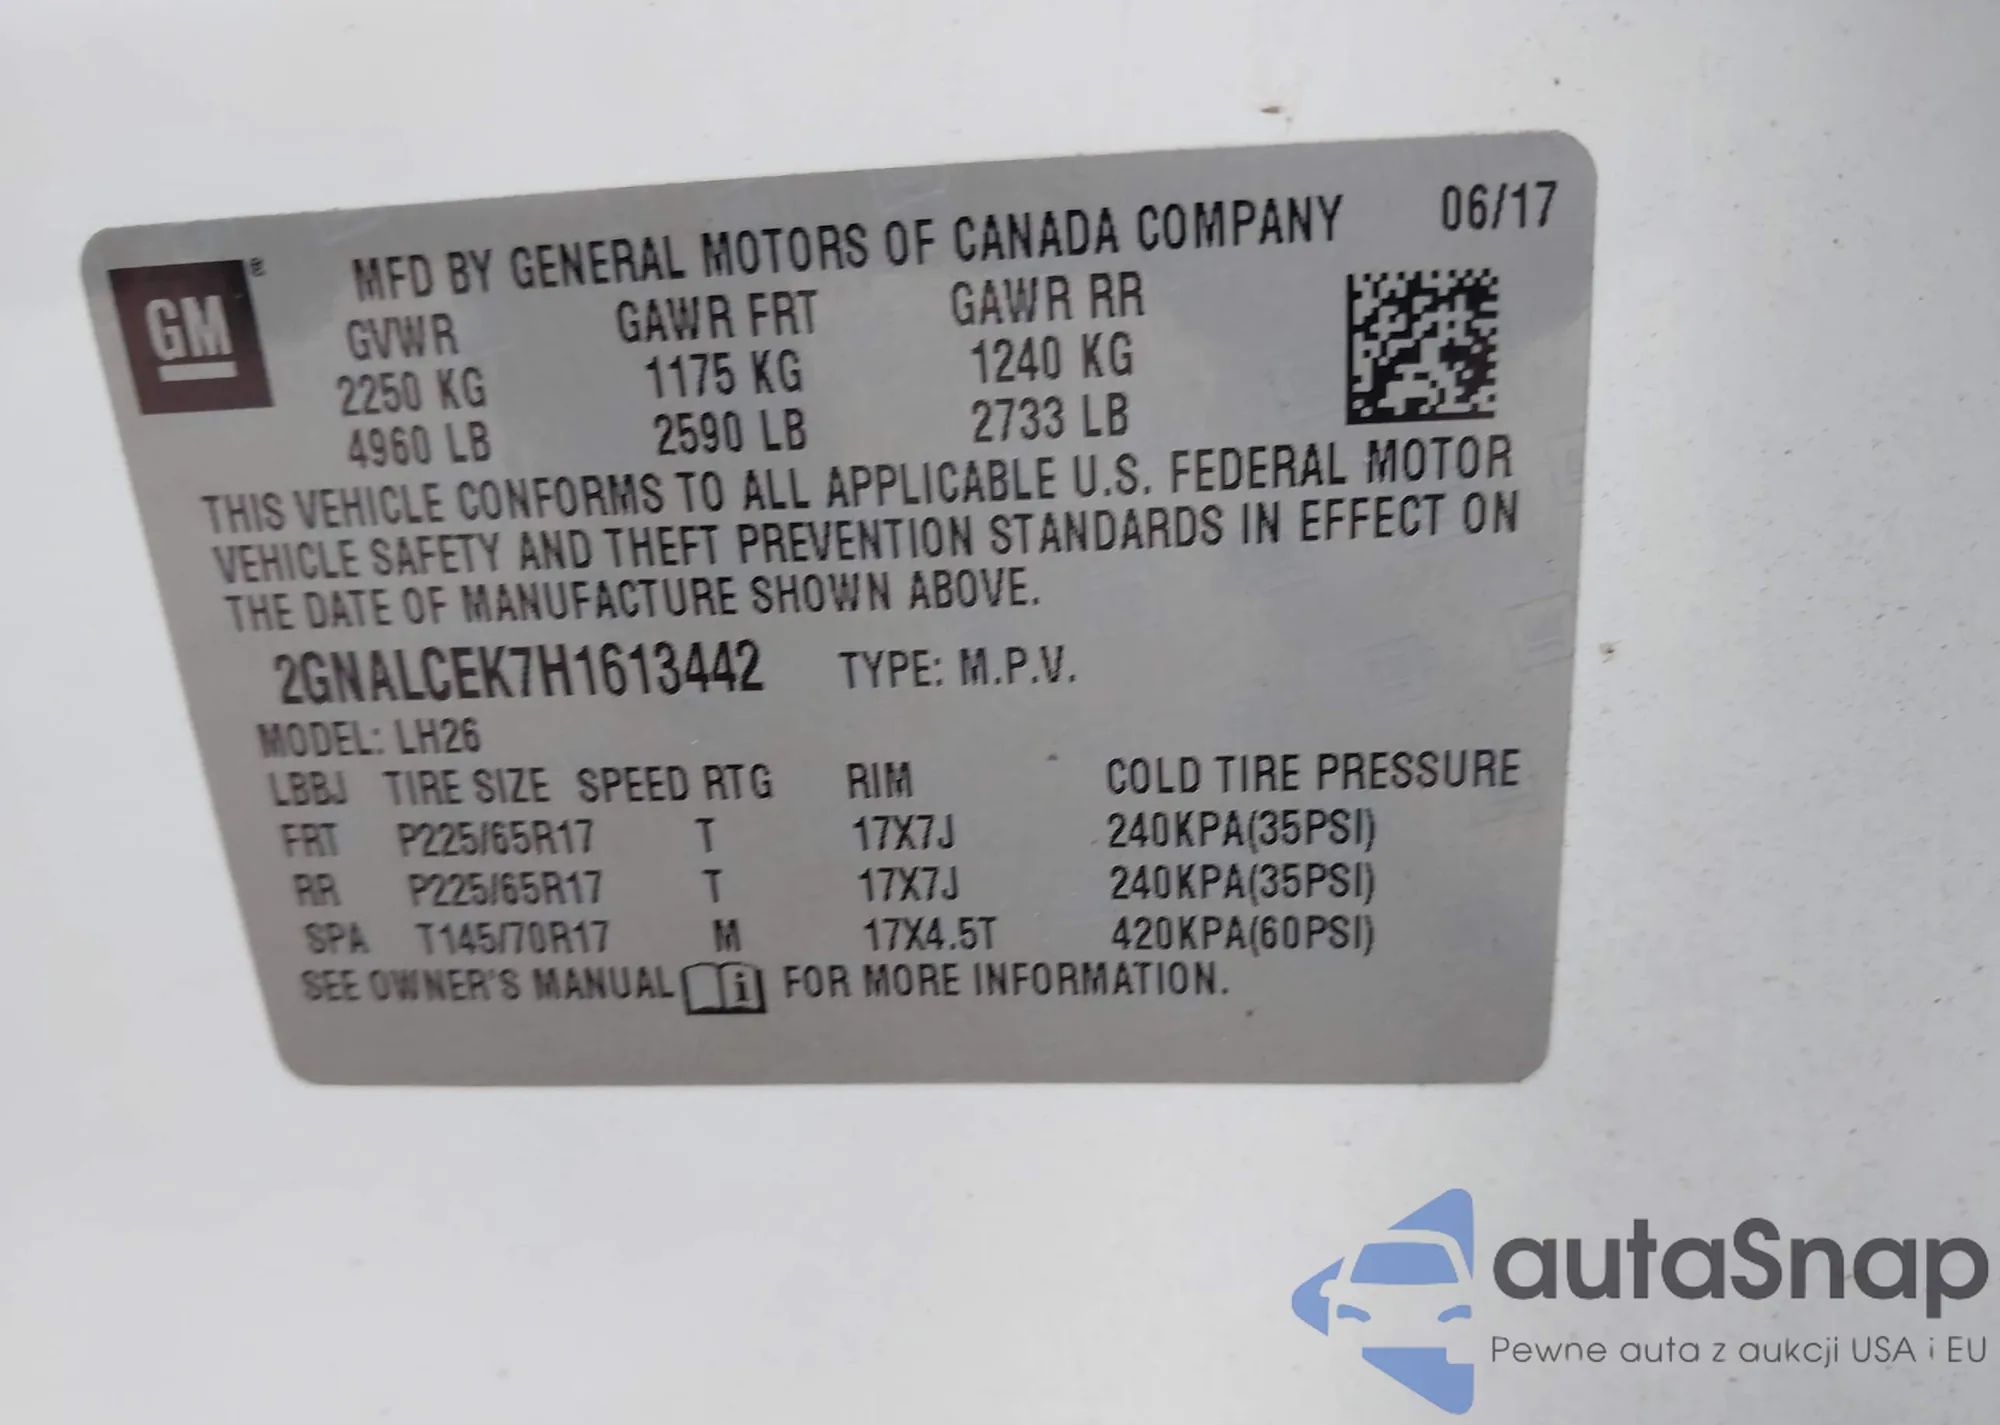 MFD BY GENERAL MOTORS OF CANADA COMPANY 06/17
GM ®
GVWR GAWR FRT GAWR RR
2250 KG 1175 KG 1240 KG
4960 LB 2590 LB 2733 LB
THIS VEHICLE CONFORMS TO ALL APPLICABLE U.S. FEDERAL MOTOR
VEHICLE SAFETY AND THEFT PREVENTION STANDARDS IN EFFECT ON
THE DATE OF MANUFACTURE SHOWN ABOVE.
2GNALCEK7H1613442 TYPE: M.P.V.
MODEL: LH26
LBBJ TIRE SIZE SPEED RTG RIM COLD TIRE PRESSURE
FRT P225/65R17 T 17X7J 240KPA(35PSI)
RR P225/65R17 T 17X7J 240KPA(35PSI)
SPA T145/70R17 M 17X4.5T 420KPA(60PSI)
SEE OWNER'S MANUAL i FOR MORE INFORMATION.
autaSnap
Pewne auta z aukcji USA i EU